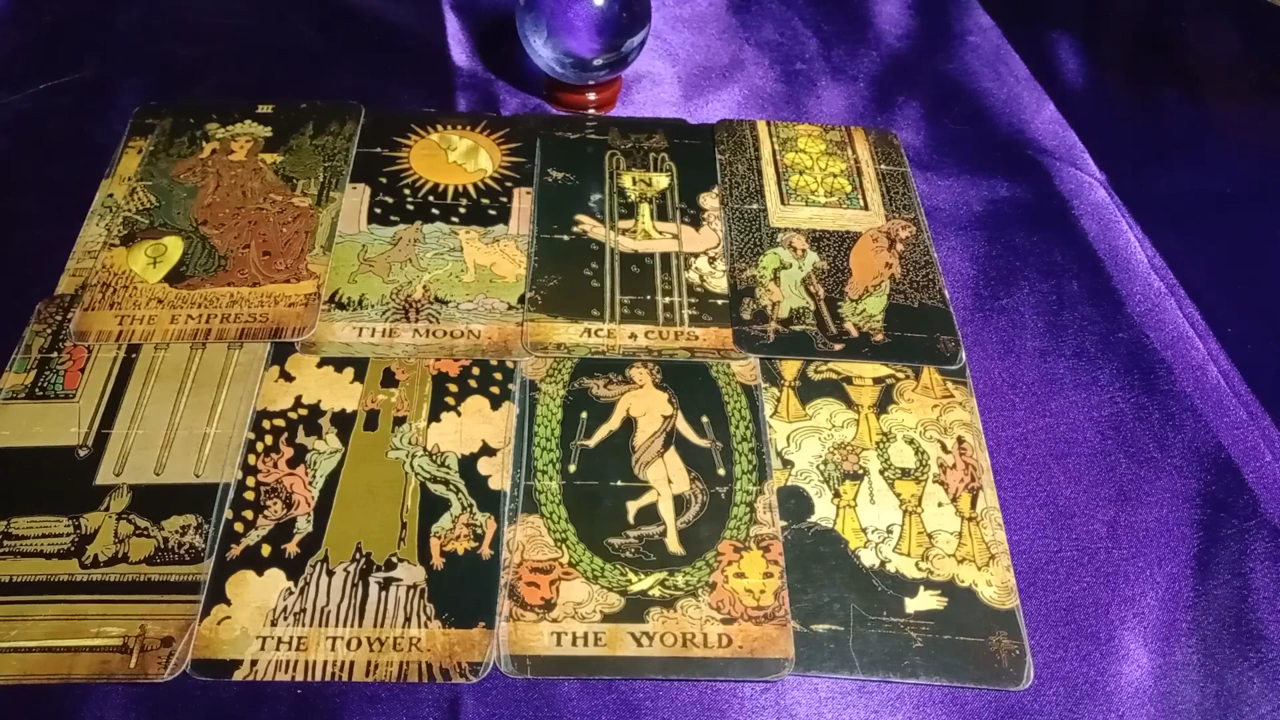 III
THE EMPRESS.
THE MOON.
ACE of CUPS.
THE TOWER.
THE WORLD.